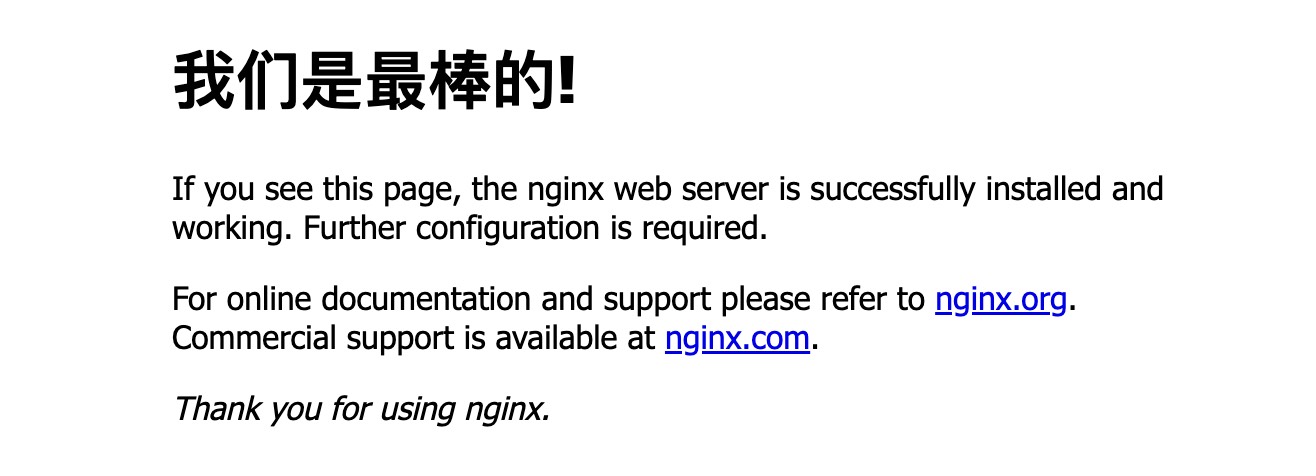 我们是最棒的!
If you see this page, the nginx web server is successfully installed and
working. Further configuration is required.
For online documentation and support please refer to nginx.org.
Commercial support is available at nginx.com.
Thank you for using nginx.